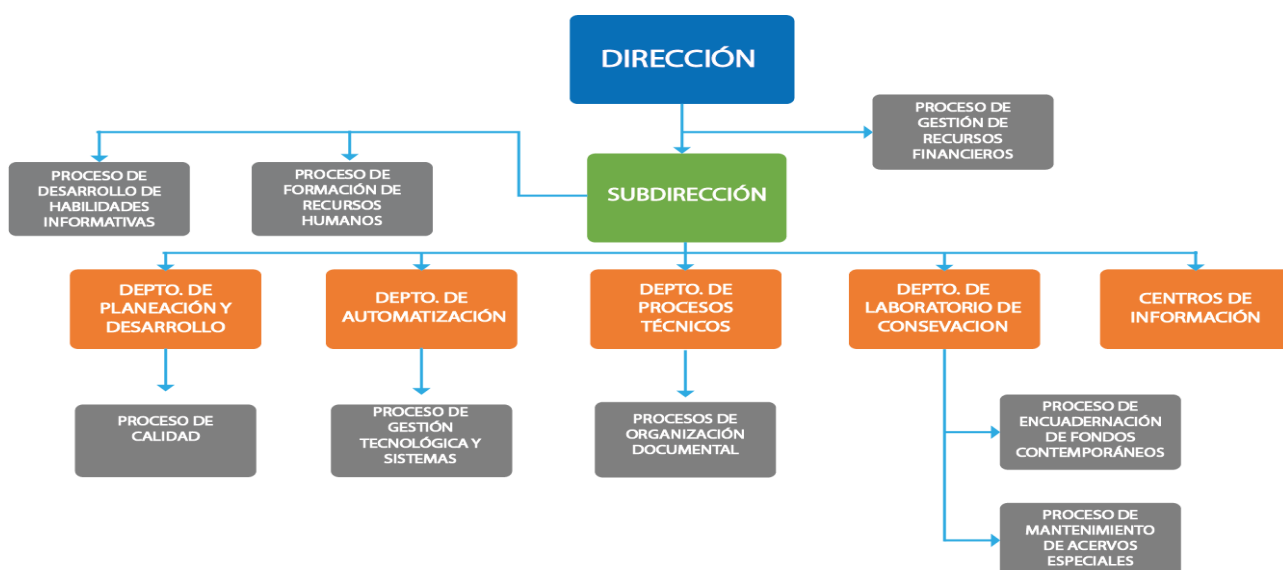 DIRECCIÓN
PROCESO DE
GESTIÓN DE
RECURSOS
FINANCIEROS
PROCESO DE
DESARROLLO DE
HABILIDADES
INFORMATIVAS
PROCESO DE
FORMACIÓN DE
RECURSOS
HUMANOS
SUBDIRECCIÓN
DEPTO. DE
PLANEACIÓN Y
DESARROLLO
DEPTO. DE
AUTOMATIZACIÓN
DEPTO. DE
PROCESOS
TÉCNICOS
DEPTO. DE
LABORATORIO DE
CONSEVACION
CENTROS DE
INFORMACIÓN
PROCESO DE
CALIDAD
PROCESO DE
GESTIÓN
TECNOLÓGICA Y
SISTEMAS
PROCESOS DE
ORGANIZACIÓN
DOCUMENTAL
PROCESO DE
ENCUADERNACIÓN
DE FONDOS
CONTEMPORÁNEOS
PROCESO DE
MANTENIMIENTO
DE ACERVOS
ESPECIALES